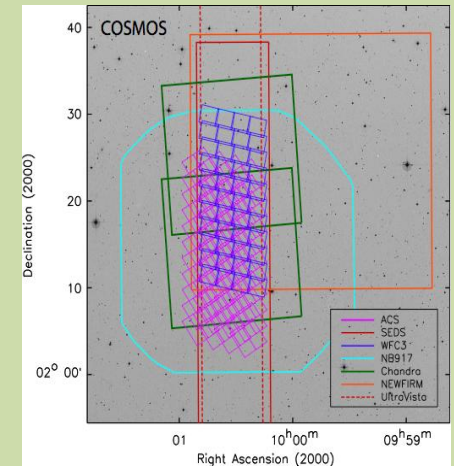 COSMOS
40
30
20
10
02° 00'
Declination (2000)
ACS
SEDS
WFC3
NB917
Chandra
NEWFIRM
UltraVista
01 10ʰ00ᵐ 09ʰ59ᵐ
Right Ascension (2000)